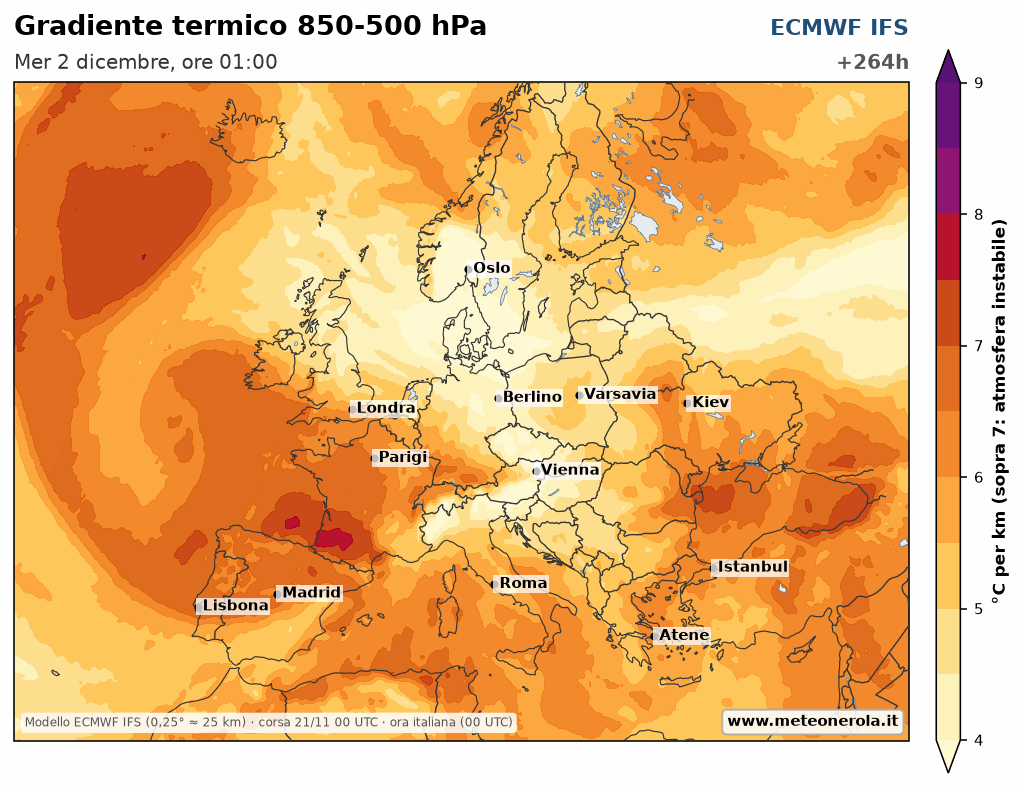 Gradiente termico 850-500 hPa
ECMWF IFS
Mer 2 dicembre, ore 01:00
+264h
Oslo
Berlino
Varsavia
Londra
Kiev
Parigi
Vienna
Istanbul
Roma
Madrid
Lisbona
Atene
Modello ECMWF IFS (0,25° ≈ 25 km) · corsa 21/11 00 UTC · ora italiana (00 UTC)
www.meteonerola.it
9
8
7
6
5
4
°C per km (sopra 7: atmosfera instabile)